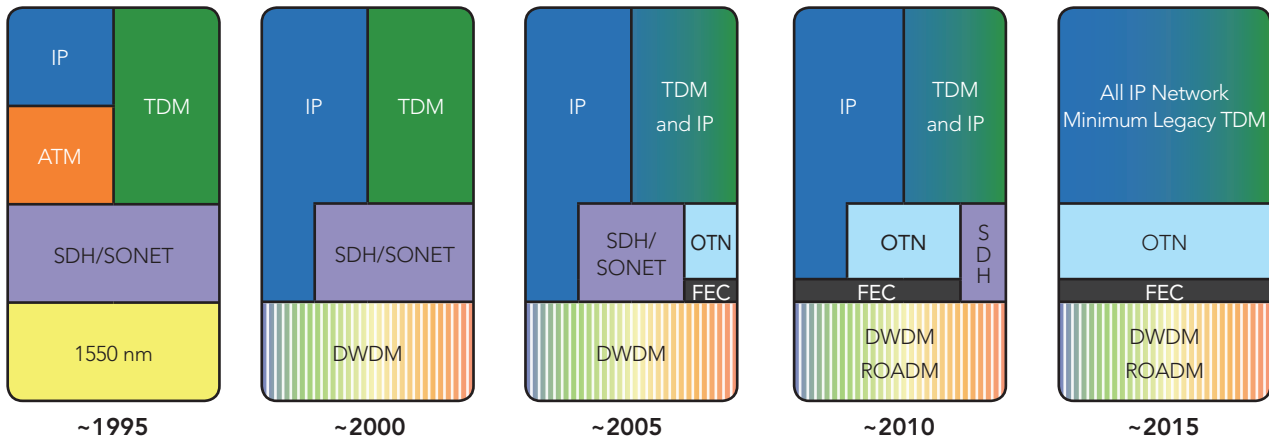 IP
TDM
ATM
SDH/SONET
1550 nm
~1995
IP
TDM
SDH/SONET
DWDM
~2000
IP
TDM
and IP
SDH/
SONET
OTN
FEC
DWDM
~2005
IP
TDM
and IP
OTN
S
D
H
FEC
DWDM
ROADM
~2010
All IP Network
Minimum Legacy TDM
OTN
FEC
DWDM
ROADM
~2015